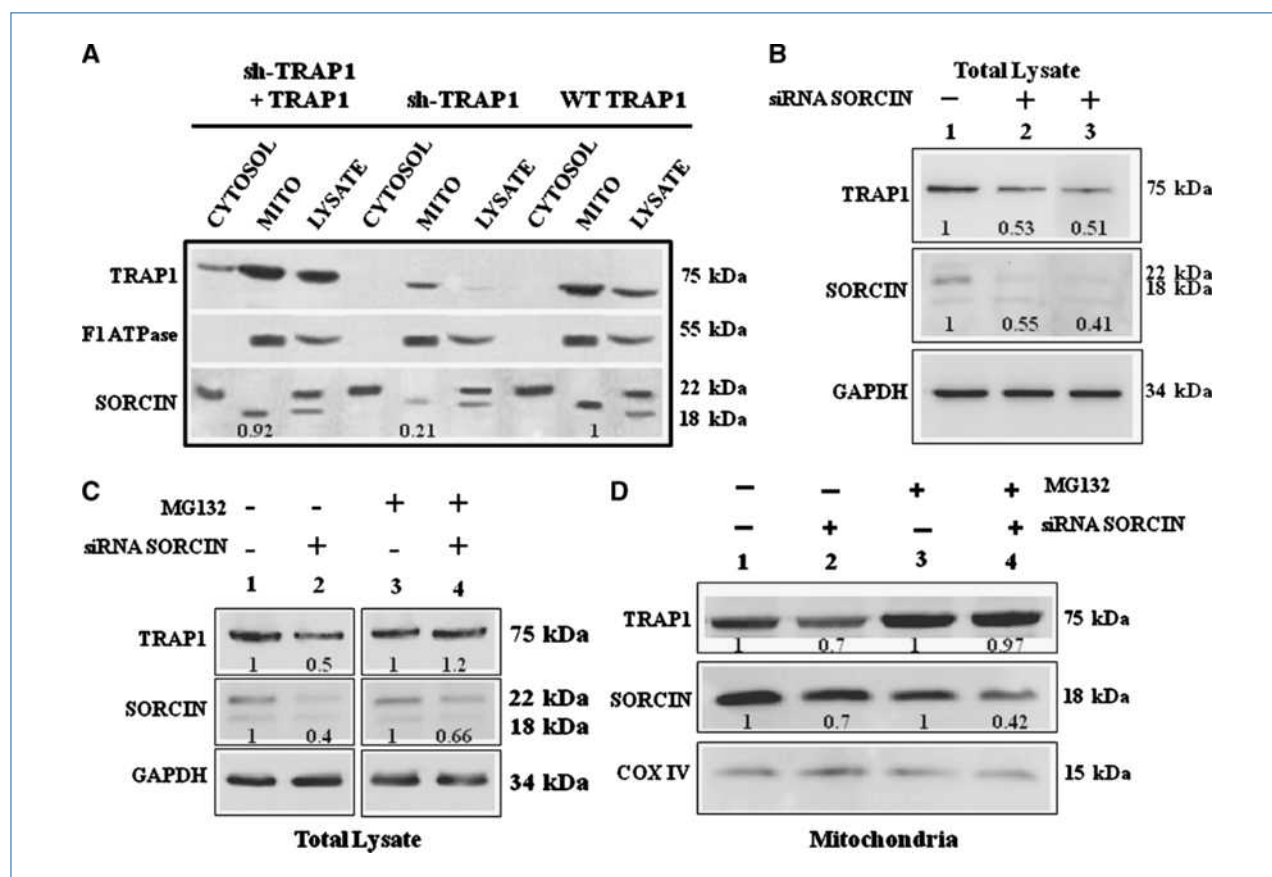 A
sh-TRAP1
+ TRAP1
sh-TRAP1
WT TRAP1
CYTOSOL
MITO
LYSATE
CYTOSOL
MITO
LYSATE
CYTOSOL
MITO
LYSATE
TRAP1
75 kDa
F1ATPase
55 kDa
SORCIN
22 kDa
18 kDa
0.92 0.21 1
B
Total Lysate
siRNA SORCIN − + +
1 2 3
TRAP1
75 kDa
1 0.53 0.51
SORCIN
22 kDa
18 kDa
1 0.55 0.41
GAPDH
34 kDa
C
MG132 - - + +
siRNA SORCIN - + - +
1 2 3 4
TRAP1
75 kDa
1 0.5 1 1.2
SORCIN
22 kDa
18 kDa
1 0.4 1 0.66
GAPDH
34 kDa
Total Lysate
D
− − + + MG132
− + − + siRNA SORCIN
1 2 3 4
TRAP1
75 kDa
1 0.7 1 0.97
SORCIN
18 kDa
1 0.7 1 0.42
COX IV
15 kDa
Mitochondria